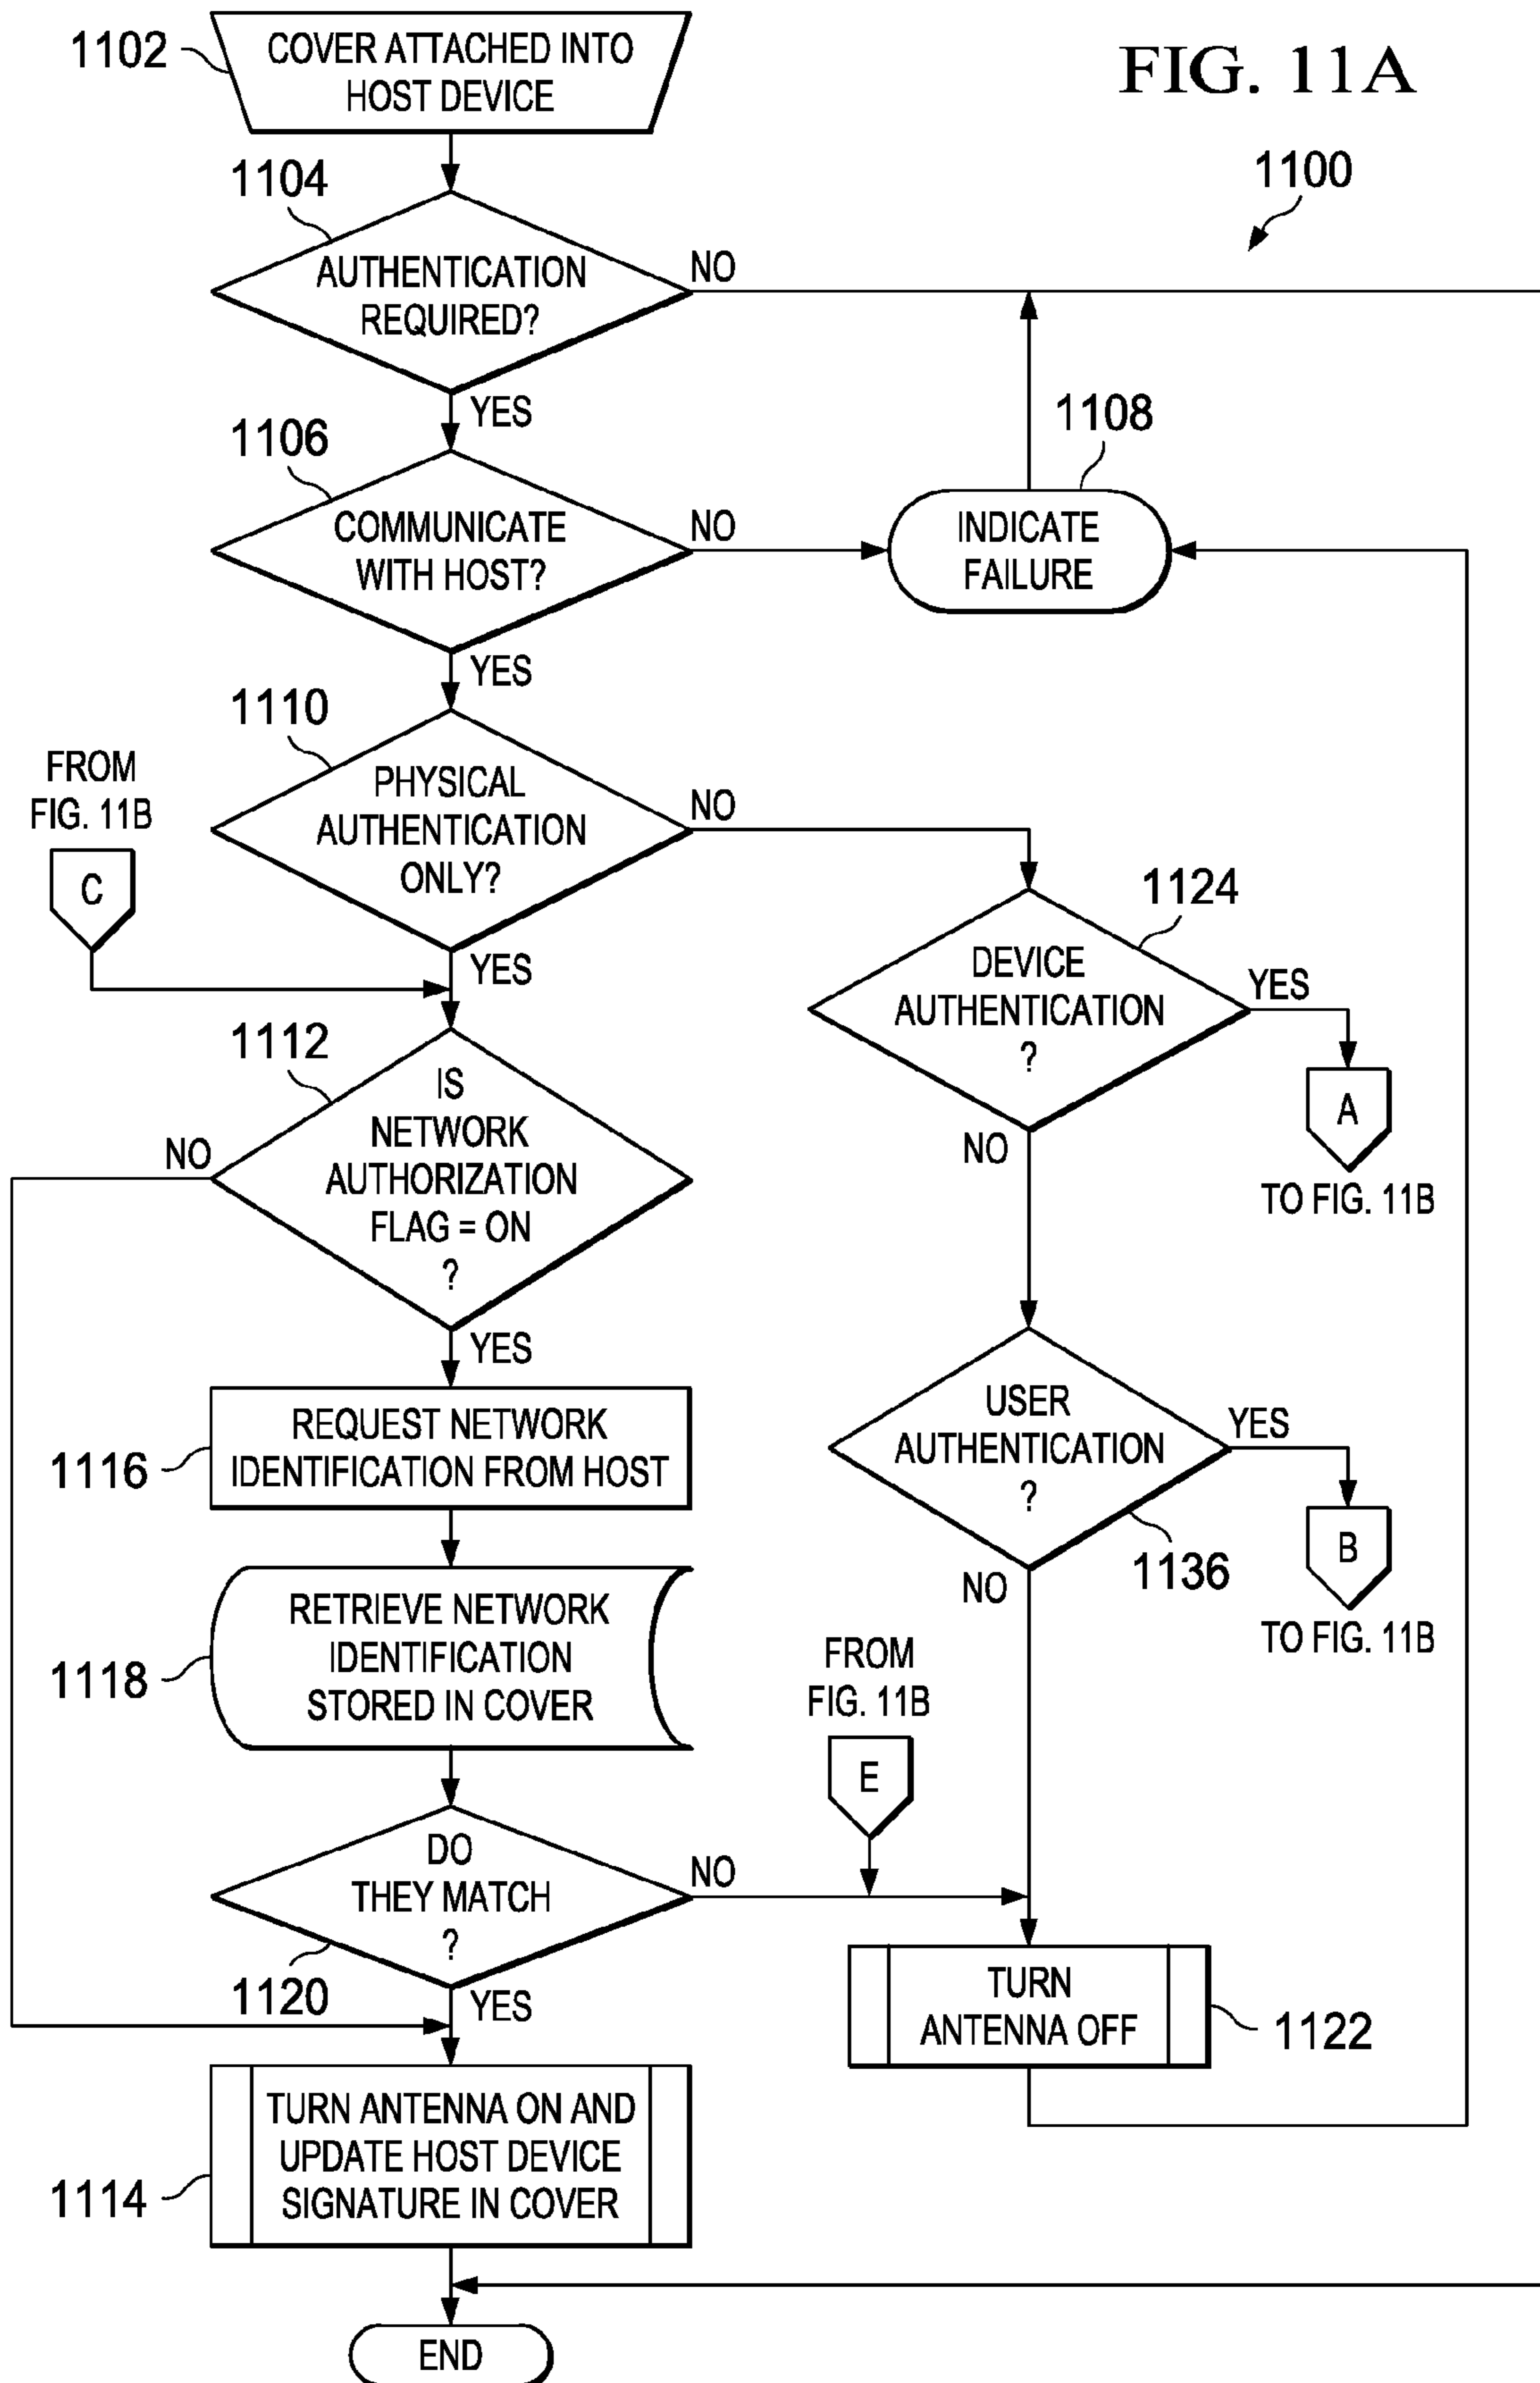 FIG. 11A
1100
1102
COVER ATTACHED INTO
HOST DEVICE
1104
AUTHENTICATION
REQUIRED?
NO
YES
1106
COMMUNICATE
WITH HOST?
NO
YES
1108
INDICATE
FAILURE
1110
PHYSICAL
AUTHENTICATION
ONLY?
NO
YES
FROM
FIG. 11B
C
1124
DEVICE
AUTHENTICATION
?
YES
NO
A
TO FIG. 11B
1112
IS
NETWORK
AUTHORIZATION
FLAG = ON
?
NO
YES
1136
USER
AUTHENTICATION
?
YES
NO
B
TO FIG. 11B
1116
REQUEST NETWORK
IDENTIFICATION FROM HOST
1118
RETRIEVE NETWORK
IDENTIFICATION
STORED IN COVER
FROM
FIG. 11B
E
1120
DO
THEY MATCH
?
NO
YES
TURN
ANTENNA OFF
1122
1114
TURN ANTENNA ON AND
UPDATE HOST DEVICE
SIGNATURE IN COVER
END